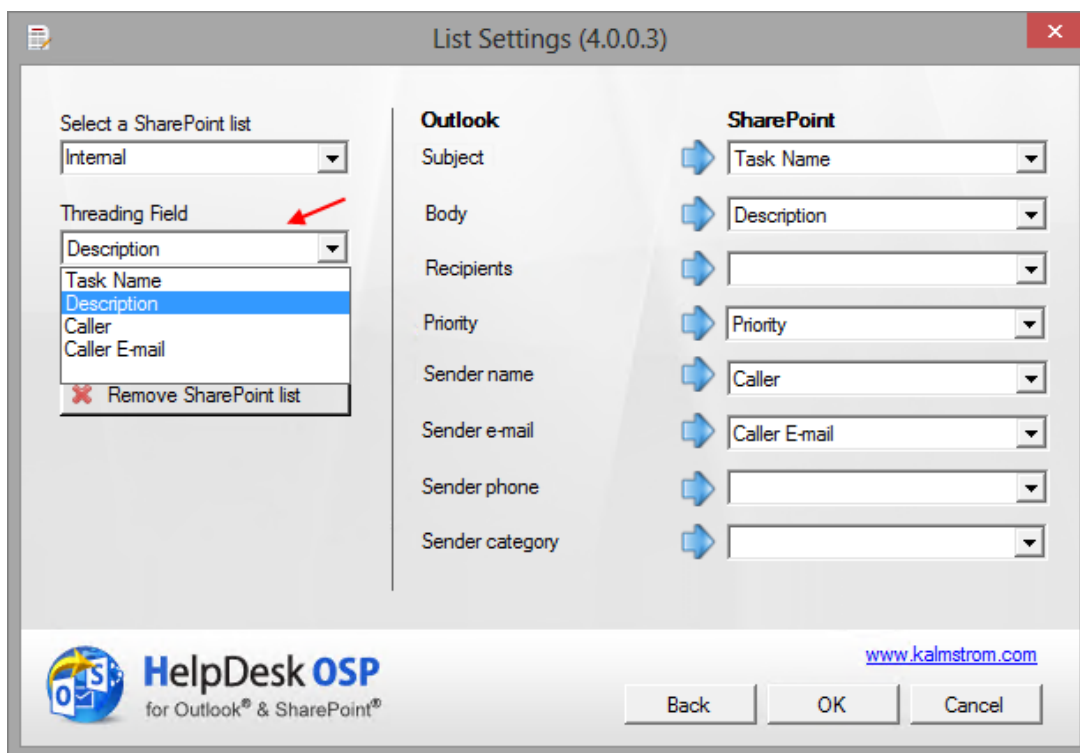 List Settings (4.0.0.3)
Select a SharePoint list
Internal
Threading Field
Description
Task Name
Description
Caller
Caller E-mail
Remove SharePoint list
Outlook SharePoint
Subject Task Name
Body Description
Recipients
Priority Priority
Sender name Caller
Sender e-mail Caller E-mail
Sender phone
Sender category
HelpDesk OSP
for Outlook® & SharePoint®
www.kalmstrom.com
Back OK Cancel